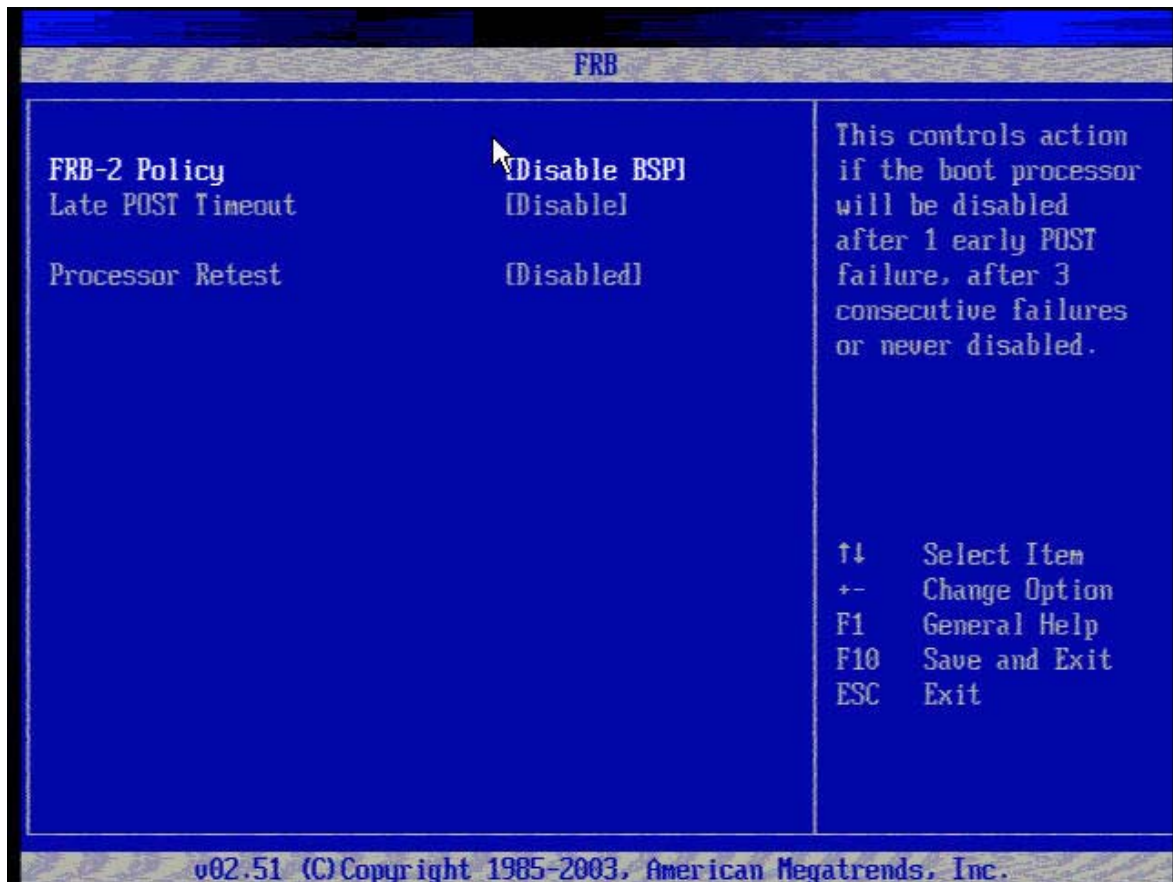 FRB
FRB-2 Policy [Disable BSP]
Late POST Timeout [Disable]
Processor Retest [Disabled]
This controls action
if the boot processor
will be disabled
after 1 early POST
failure, after 3
consecutive failures
or never disabled.
↑↓ Select Item
+- Change Option
F1 General Help
F10 Save and Exit
ESC Exit
v02.51 (C)Copyright 1985-2003, American Megatrends, Inc.